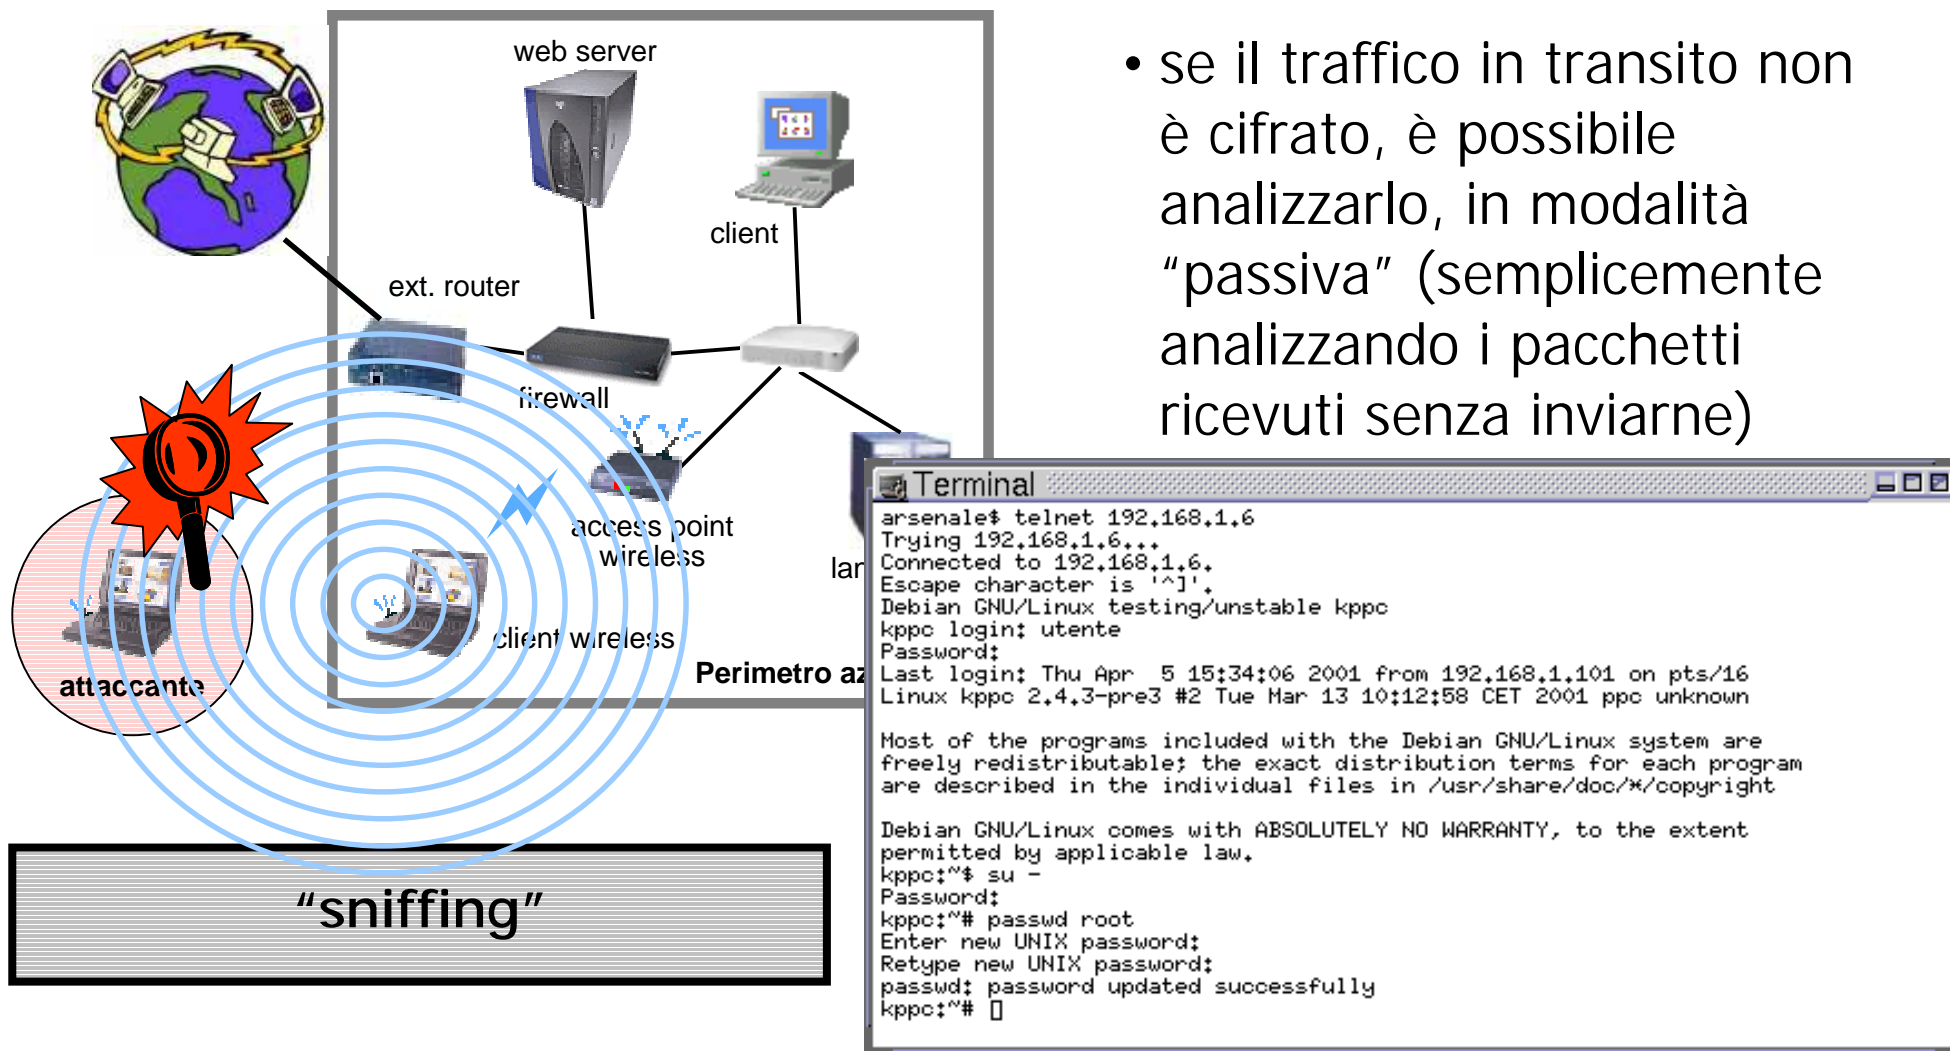 web server
client
ext. router
firewall
access point
wireless
client wireless
attaccante
"sniffing"
• se il traffico in transito non
è cifrato, è possibile
analizzarlo, in modalità
"passiva" (semplicemente
analizzando i pacchetti
ricevuti senza inviarne)
Perimetro
Terminal
arsenale$ telnet 192.168.1.6
Trying 192.168.1.6...
Connected to 192.168.1.6.
Escape character is '^]'.
Debian GNU/Linux testing/unstable kppc
kppc login: utente
Password:
Last login: Thu Apr  5 15:34:06 2001 from 192.168.1.101 on pts/16
Linux kppc 2.4.3-pre3 #2 Tue Mar 13 10:12:58 CET 2001 ppc unknown
Most of the programs included with the Debian GNU/Linux system are
freely redistributable; the exact distribution terms for each program
are described in the individual files in /usr/share/doc/*/copyright
Debian GNU/Linux comes with ABSOLUTELY NO WARRANTY, to the extent
permitted by applicable law.
kppc:~$ su -
Password:
kppc:~# passwd root
Enter new UNIX password:
Retype new UNIX password:
passwd: password updated successfully
kppc:~#